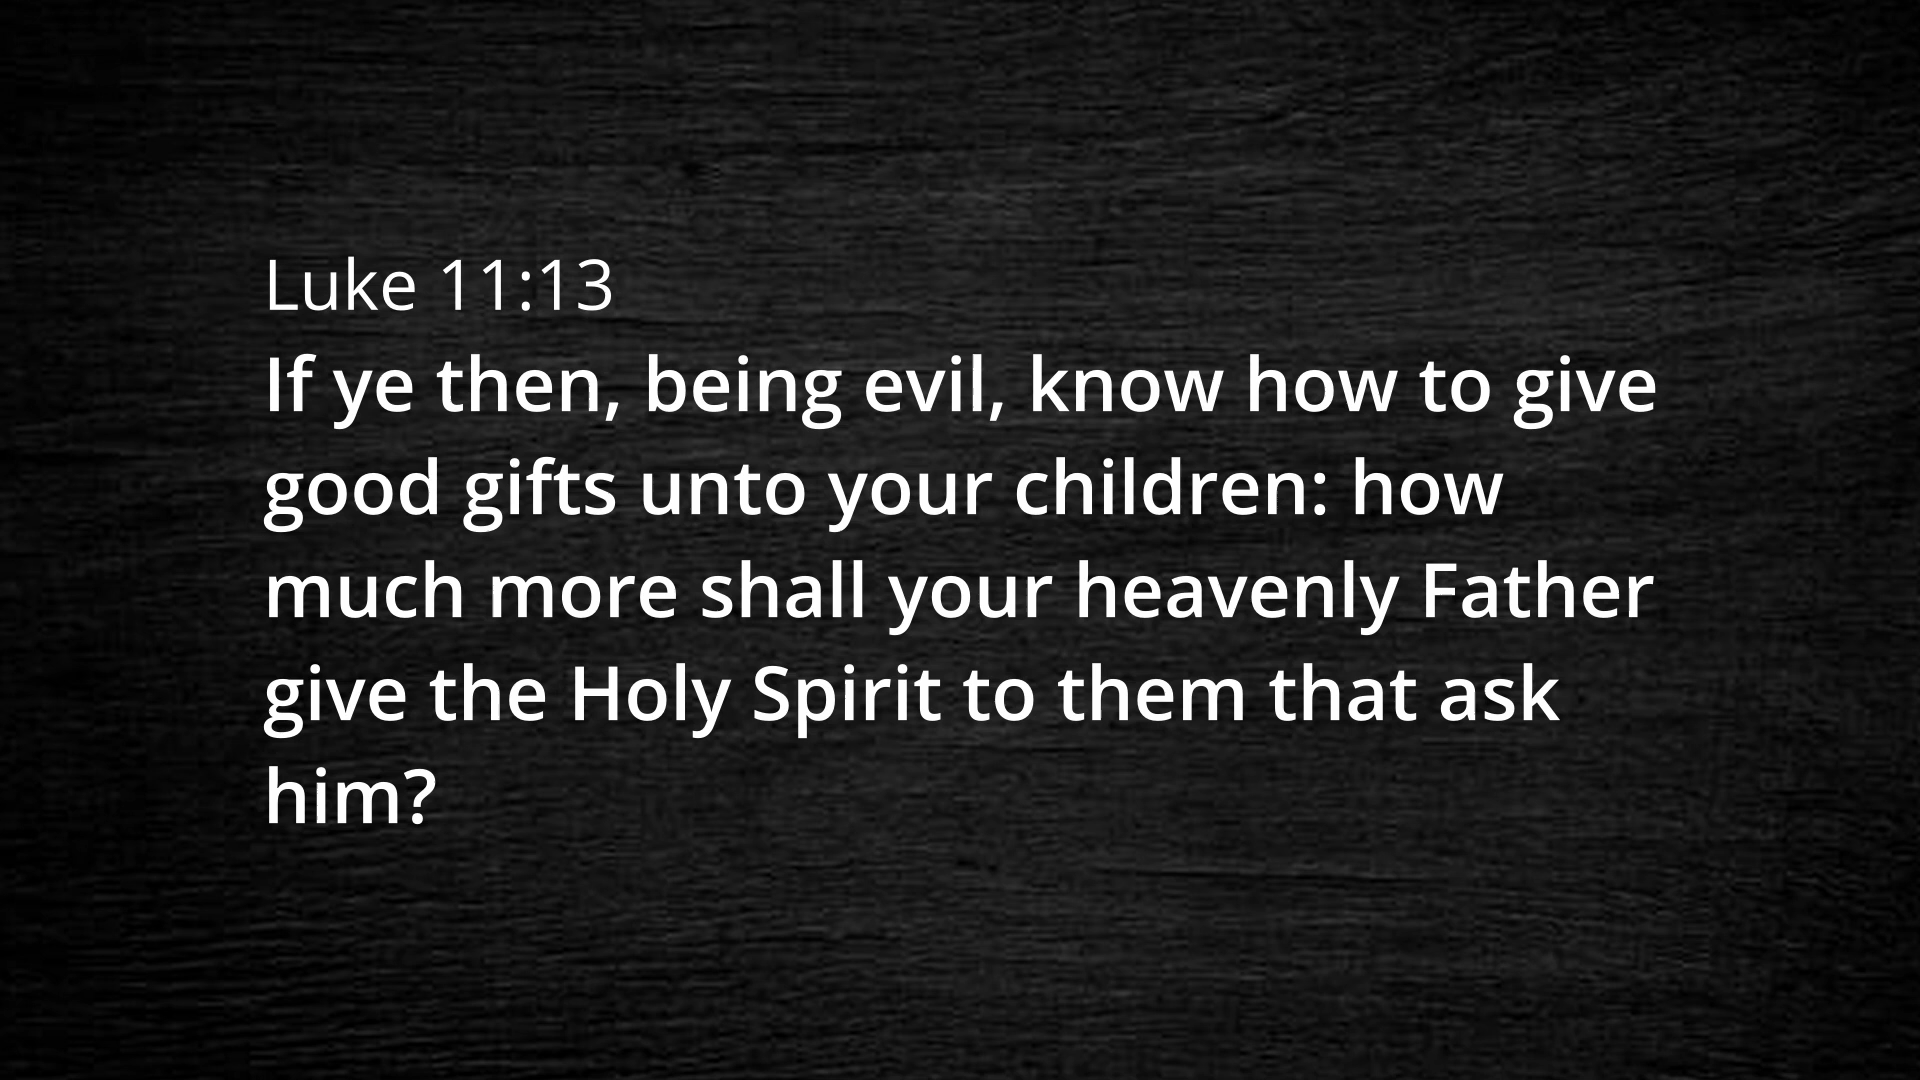 Luke 11:13
If ye then, being evil, know how to give
good gifts unto your children: how
much more shall your heavenly Father
give the Holy Spirit to them that ask
him?